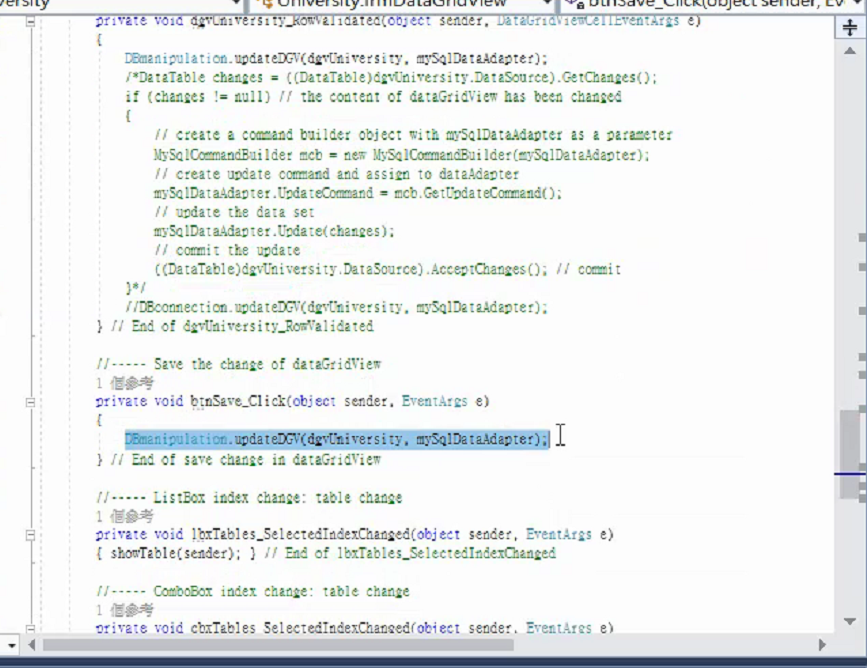 University.frmDataGridView
btnSave_Click(object sender, Ev
private void dgvUniversity_RowValidated(object sender, DataGridViewCellEventArgs e)
{
DBmanipulation.updateDGV(dgvUniversity, mySqlDataAdapter);
/*DataTable changes = ((DataTable)dgvUniversity.DataSource).GetChanges();
if (changes != null) // the content of dataGridView has been changed
{
// create a command builder object with mySqlDataAdapter as a parameter
MySqlCommandBuilder mcb = new MySqlCommandBuilder(mySqlDataAdapter);
// create update command and assign to dataAdapter
mySqlDataAdapter.UpdateCommand = mcb.GetUpdateCommand();
// update the data set
mySqlDataAdapter.Update(changes);
// commit the update
((DataTable)dgvUniversity.DataSource).AcceptChanges(); // commit
}*/
//DBconnection.updateDGV(dgvUniversity, mySqlDataAdapter);
} // End of dgvUniversity_RowValidated
//----- Save the change of dataGridView
1 個參考
private void btnSave_Click(object sender, EventArgs e)
{
DBmanipulation.updateDGV(dgvUniversity, mySqlDataAdapter);
} // End of save change in dataGridView
//----- ListBox index change: table change
1 個參考
private void lbxTables_SelectedIndexChanged(object sender, EventArgs e)
{ showTable(sender); } // End of lbxTables_SelectedIndexChanged
//----- ComboBox index change: table change
1 個參考
private void cbxTables_SelectedIndexChanged(object sender, EventArgs e)